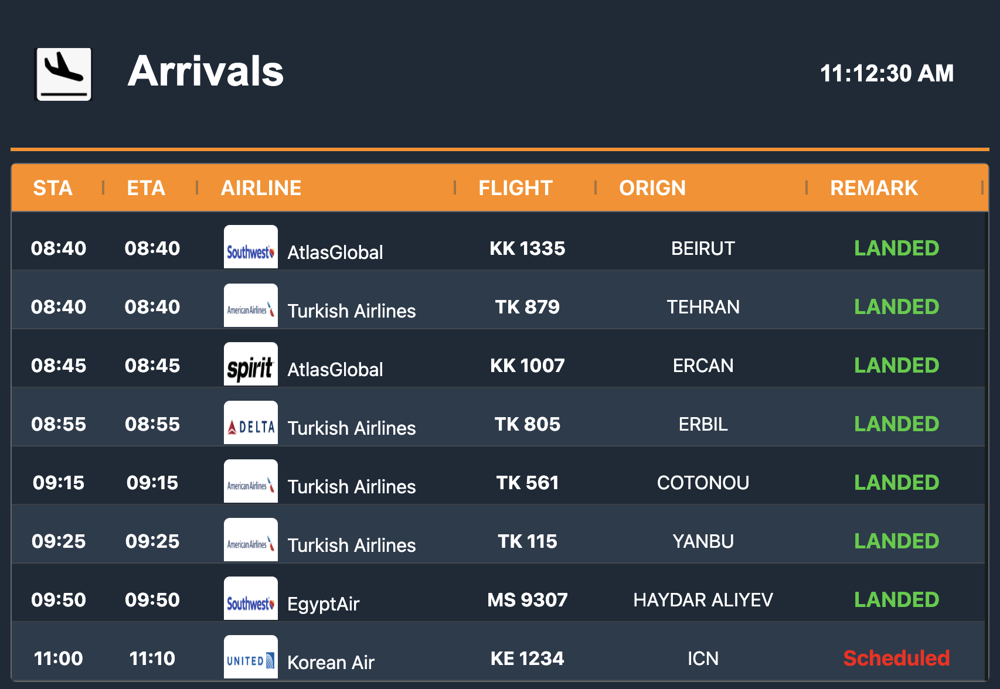 Arrivals
11:12:30 AM
STA ETA AIRLINE FLIGHT ORIGN REMARK
08:40 08:40 Southwest AtlasGlobal KK 1335 BEIRUT LANDED
08:40 08:40 American Airlines Turkish Airlines TK 879 TEHRAN LANDED
08:45 08:45 spirit AtlasGlobal KK 1007 ERCAN LANDED
08:55 08:55 DELTA Turkish Airlines TK 805 ERBIL LANDED
09:15 09:15 American Airlines Turkish Airlines TK 561 COTONOU LANDED
09:25 09:25 American Airlines Turkish Airlines TK 115 YANBU LANDED
09:50 09:50 Southwest EgyptAir MS 9307 HAYDAR ALIYEV LANDED
11:00 11:10 UNITED Korean Air KE 1234 ICN Scheduled